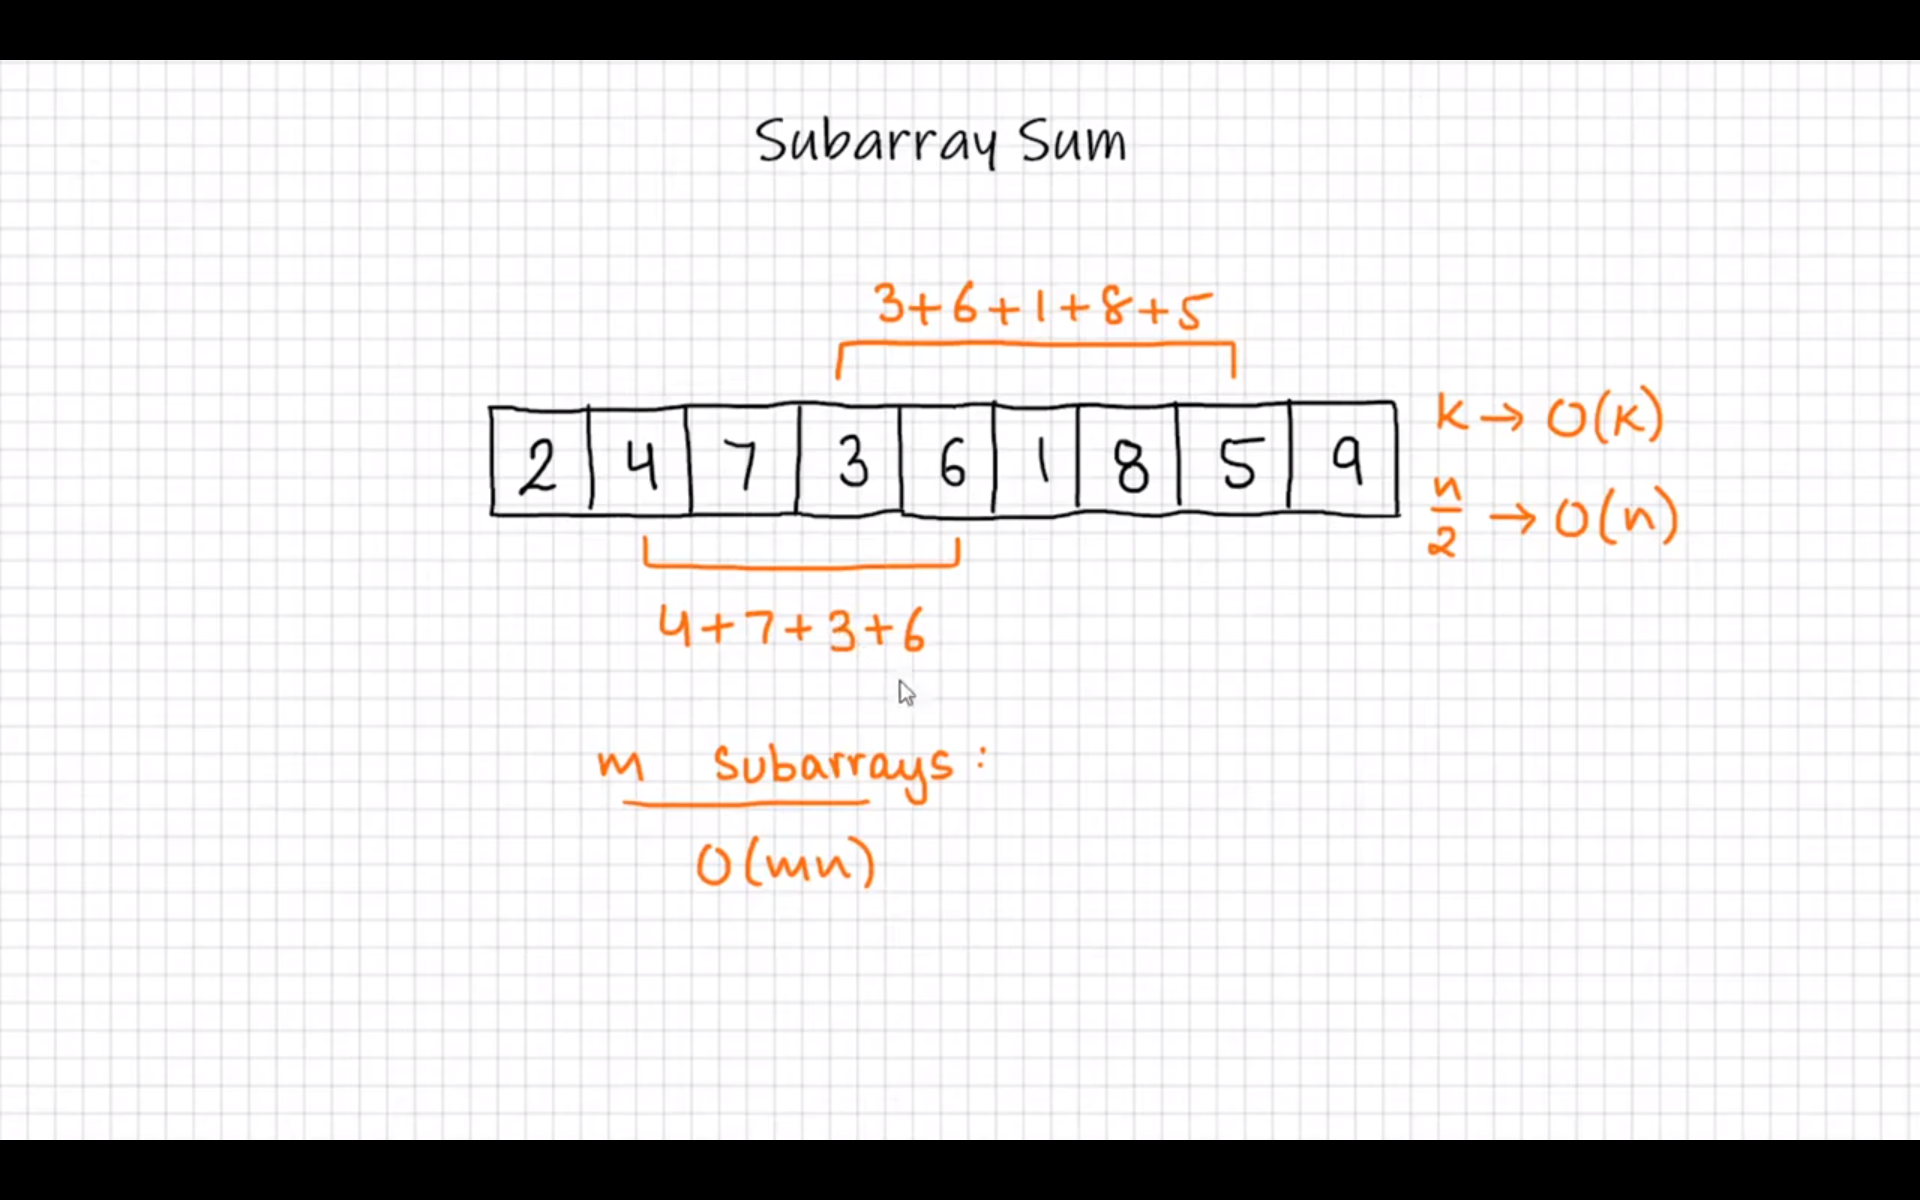 Subarray Sum
3+6+1+8+5
2 4 7 3 6 1 8 5 9
k → O(k)
n/2 → O(n)
4+7+3+6
m Subarrays:
O(mn)